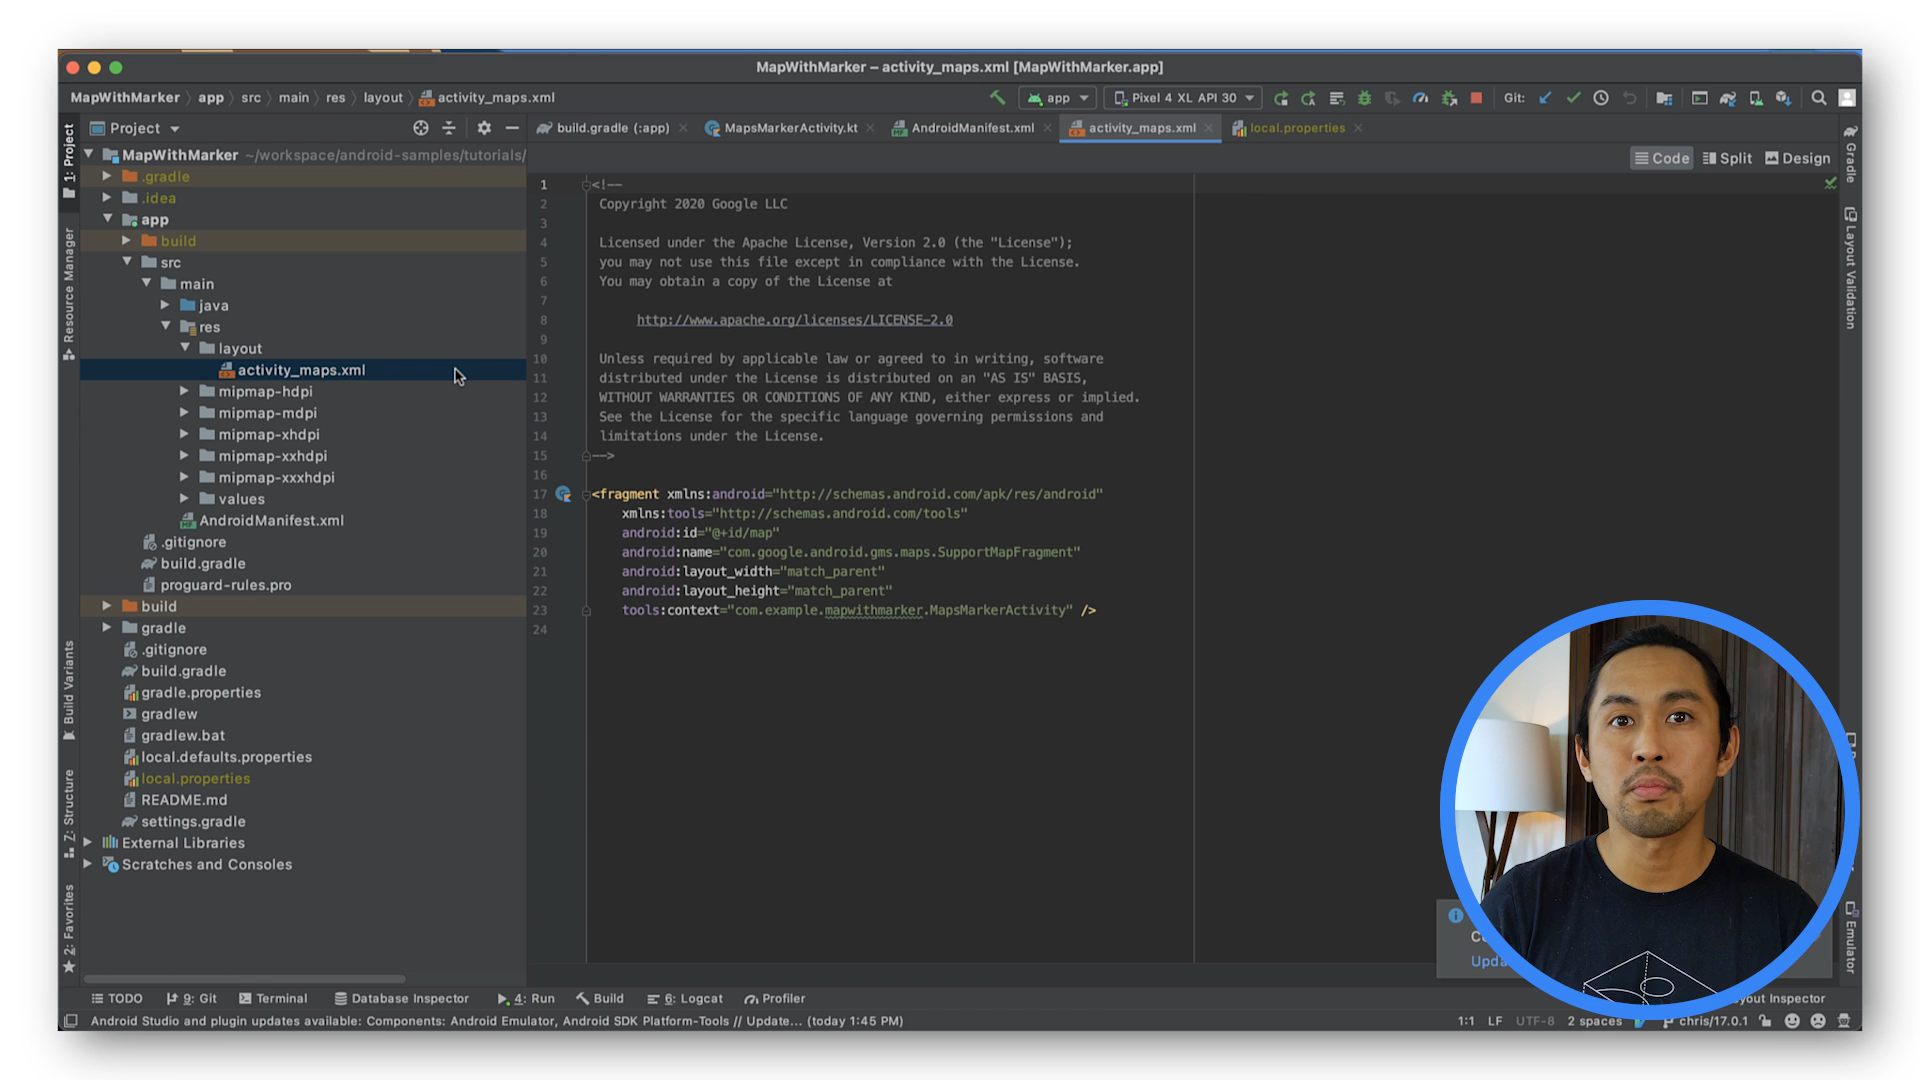 MapWithMarker – activity_maps.xml [MapWithMarker.app]
MapWithMarker app src main res layout activity_maps.xml
app Pixel 4 XL API 30 Git:
Project
build.gradle (:app) MapsMarkerActivity.kt AndroidManifest.xml activity_maps.xml local.properties
Code Split Design
1: Project
Resource Manager
Build Variants
Z: Structure
2: Favorites
MapWithMarker ~/workspace/android-samples/tutorials/
.gradle
.idea
app
build
src
main
java
res
layout
activity_maps.xml
mipmap-hdpi
mipmap-mdpi
mipmap-xhdpi
mipmap-xxhdpi
mipmap-xxxhdpi
values
AndroidManifest.xml
.gitignore
build.gradle
proguard-rules.pro
build
gradle
.gitignore
build.gradle
gradle.properties
gradlew
gradlew.bat
local.defaults.properties
local.properties
README.md
settings.gradle
External Libraries
Scratches and Consoles
1 <!--
2 Copyright 2020 Google LLC
3
4 Licensed under the Apache License, Version 2.0 (the "License");
5 you may not use this file except in compliance with the License.
6 You may obtain a copy of the License at
7
8 http://www.apache.org/licenses/LICENSE-2.0
9
10 Unless required by applicable law or agreed to in writing, software
11 distributed under the License is distributed on an "AS IS" BASIS,
12 WITHOUT WARRANTIES OR CONDITIONS OF ANY KIND, either express or implied.
13 See the License for the specific language governing permissions and
14 limitations under the License.
15 -->
16
17 <fragment xmlns:android="http://schemas.android.com/apk/res/android"
18 xmlns:tools="http://schemas.android.com/tools"
19 android:id="@+id/map"
20 android:name="com.google.android.gms.maps.SupportMapFragment"
21 android:layout_width="match_parent"
22 android:layout_height="match_parent"
23 tools:context="com.example.mapwithmarker.MapsMarkerActivity" />
24
Gradle
Layout Validation
Emulator
TODO 9: Git Terminal Database Inspector 4: Run Build 6: Logcat Profiler Inspector
Android Studio and plugin updates available: Components: Android Emulator, Android SDK Platform-Tools // Update... (today 1:45 PM)
1:1 LF UTF-8 2 spaces chris/17.0.1